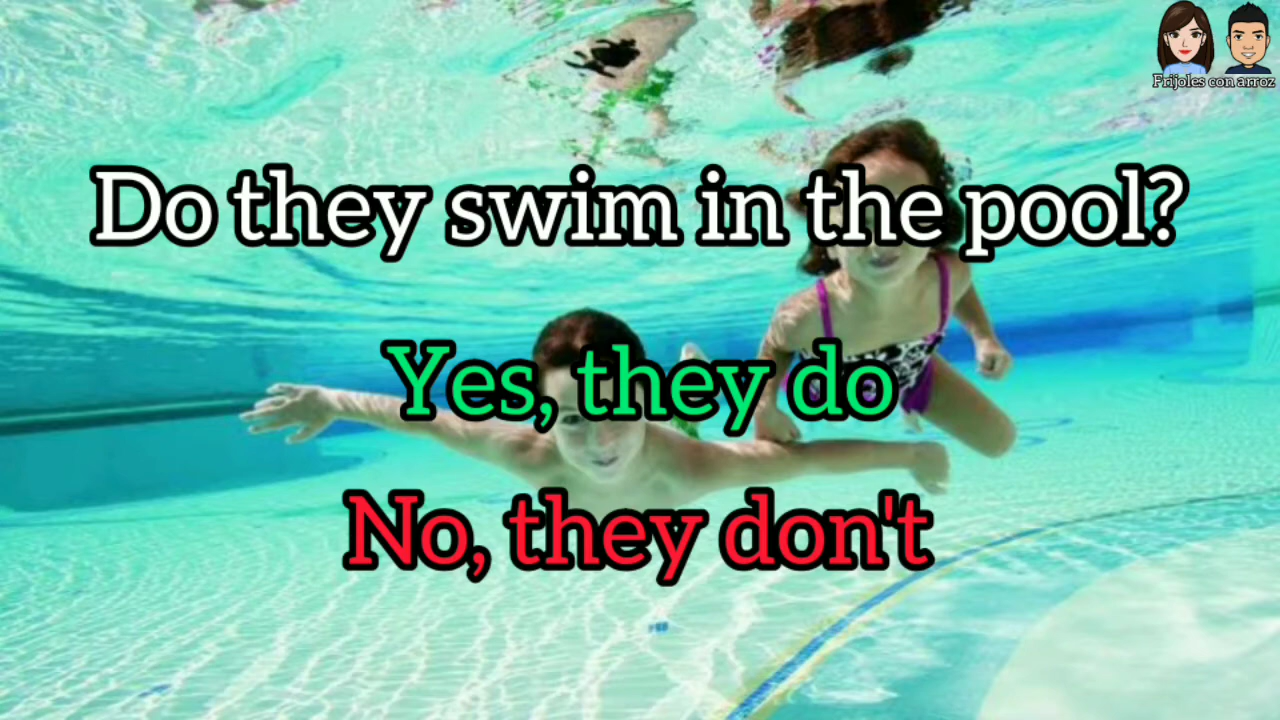 Frijoles con arroz
Do they swim in the pool?
Yes, they do
No, they don't